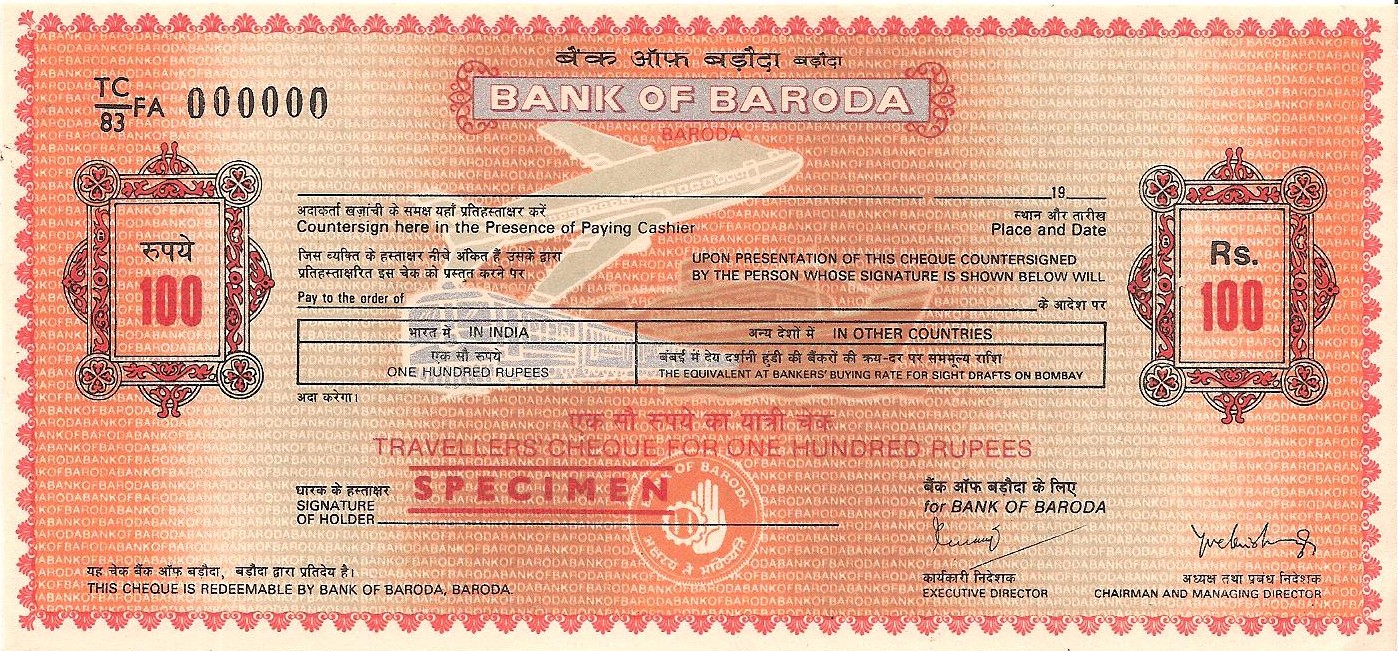 बैंक ऑफ़ बड़ौदा बड़ौदा
BANK OF BARODA
BARODA
TC
83 FA 000000
19
अदाकर्ता खज़ांची के समक्ष यहाँ प्रतिहस्ताक्षर करें
Countersign here in the Presence of Paying Cashier
स्थान और तारीख
Place and Date
जिस व्यक्ति के हस्ताक्षर नीचे अंकित हैं उसके द्वारा
प्रतिहस्ताक्षरित इस चेक को प्रस्तुत करने पर
UPON PRESENTATION OF THIS CHEQUE COUNTERSIGNED
BY THE PERSON WHOSE SIGNATURE IS SHOWN BELOW WILL
Pay to the order of के आदेश पर
रुपये
100
Rs.
100
भारत में IN INDIA
एक सौ रुपये
ONE HUNDRED RUPEES
अन्य देशों में IN OTHER COUNTRIES
बंबई में देय दर्शनी हुंडी की बैंकरों की क्रय-दर पर सममूल्य राशि
THE EQUIVALENT AT BANKERS' BUYING RATE FOR SIGHT DRAFTS ON BOMBAY
अदा करेगा।
एक सौ रुपये का यात्री चेक
TRAVELLERS CHEQUE FOR ONE HUNDRED RUPEES
SPECIMEN
धारक के हस्ताक्षर
SIGNATURE
OF HOLDER
OF BARODA
बैंक ऑफ बड़ौदा के लिए
for BANK OF BARODA
यह चेक बैंक ऑफ बड़ौदा, बड़ौदा द्वारा प्रतिदेय है।
THIS CHEQUE IS REDEEMABLE BY BANK OF BARODA, BARODA.
कार्यकारी निदेशक
EXECUTIVE DIRECTOR
अध्यक्ष तथा प्रबंध निदेशक
CHAIRMAN AND MANAGING DIRECTOR